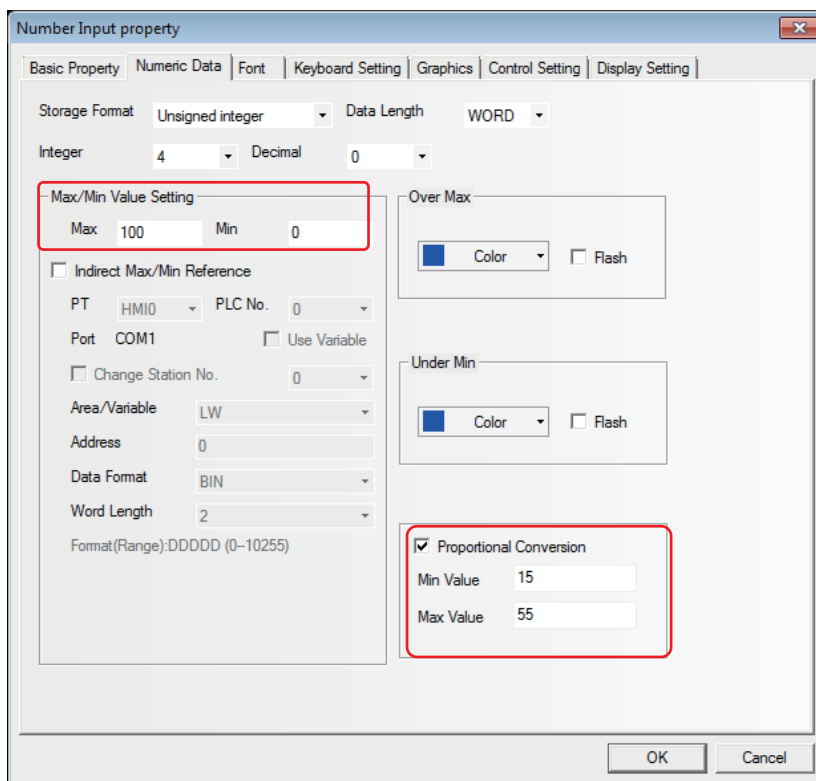 Number Input property
Basic Property Numeric Data Font Keyboard Setting Graphics Control Setting Display Setting
Storage Format Unsigned integer Data Length WORD
Integer 4 Decimal 0
Max/Min Value Setting
Max 100 Min 0
Indirect Max/Min Reference
PT HMI0 PLC No. 0
Port COM1 Use Variable
Change Station No. 0
Area/Variable LW
Address 0
Data Format BIN
Word Length 2
Format(Range):DDDDD (0~10255)
Over Max
Color Flash
Under Min
Color Flash
Proportional Conversion
Min Value 15
Max Value 55
OK Cancel